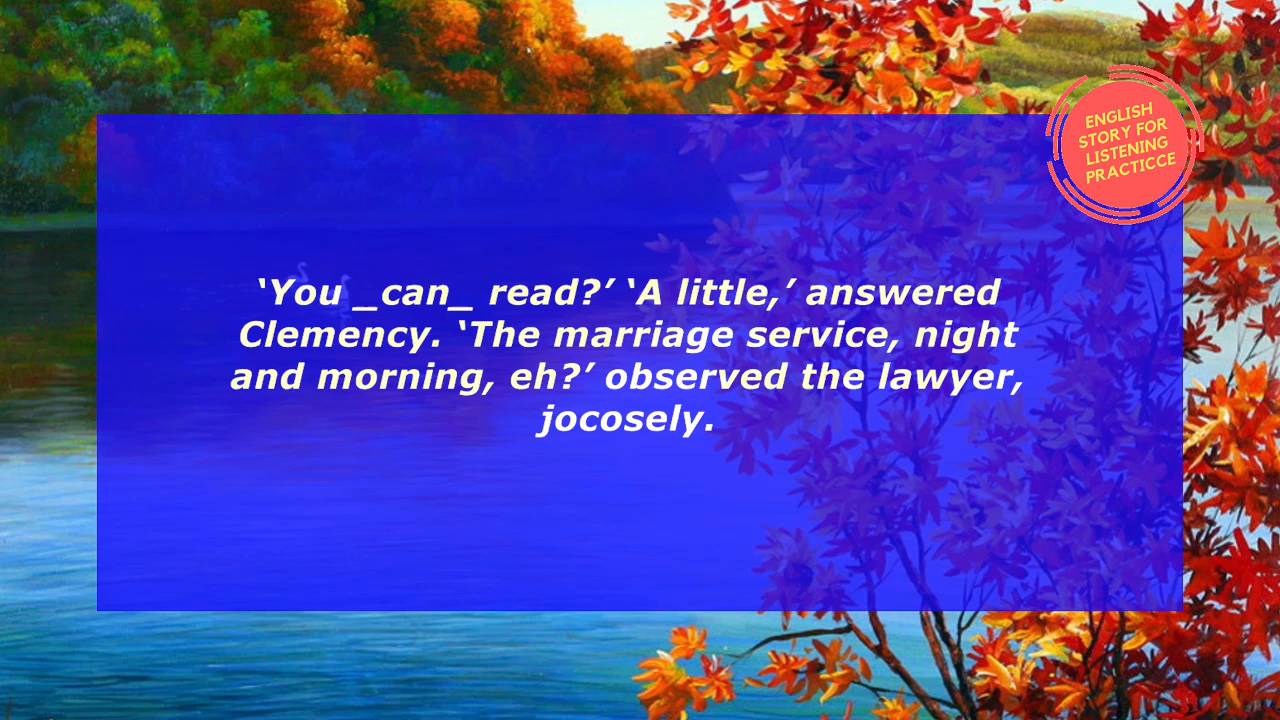 ‘You _can_ read?’ ‘A little,’ answered
Clemency. ‘The marriage service, night
and morning, eh?’ observed the lawyer,
jocosely.
ENGLISH
STORY FOR
LISTENING
PRACTICCE